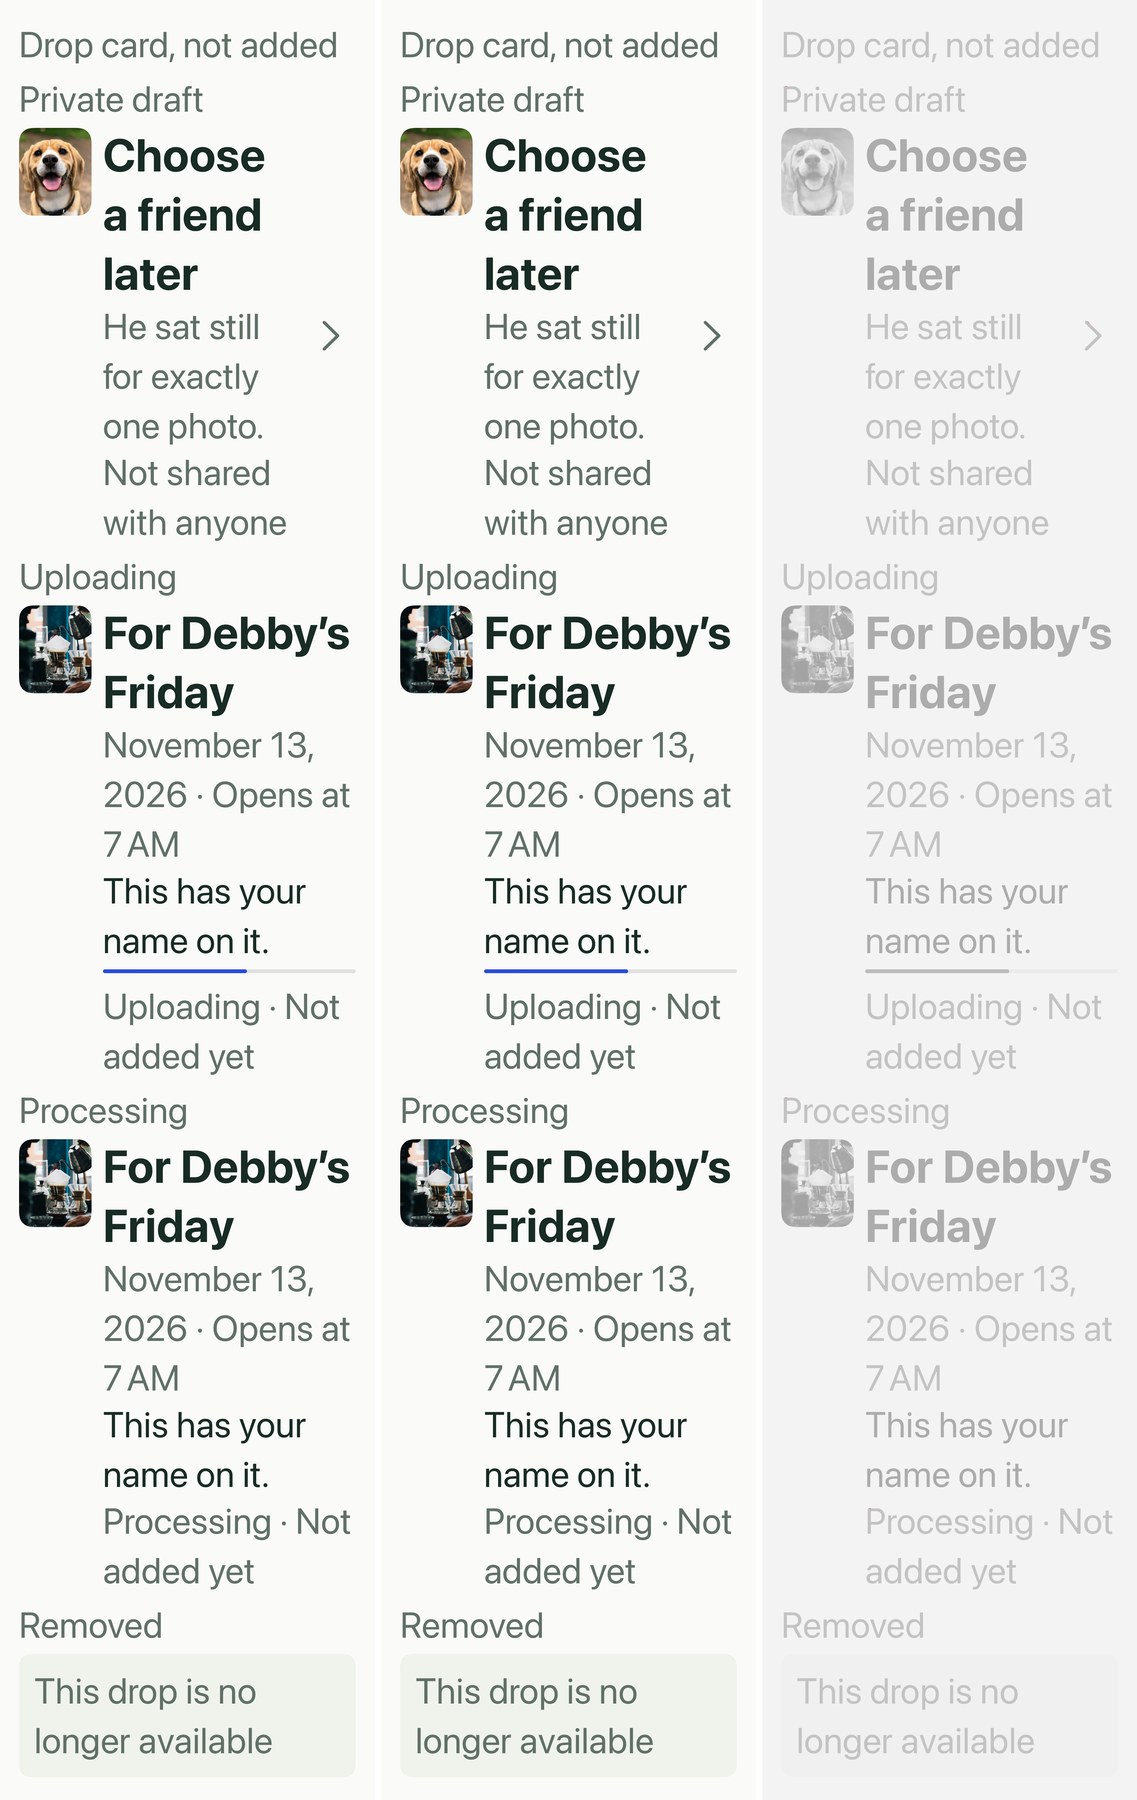 Drop card, not added
Private draft
Choose
a friend
later
He sat still
for exactly
one photo.
Not shared
with anyone
Uploading
For Debby’s
Friday
November 13,
2026 · Opens at
7 AM
This has your
name on it.
Uploading · Not
added yet
Processing
For Debby’s
Friday
November 13,
2026 · Opens at
7 AM
This has your
name on it.
Processing · Not
added yet
Removed
This drop is no
longer available
Drop card, not added
Private draft
Choose
a friend
later
He sat still
for exactly
one photo.
Not shared
with anyone
Uploading
For Debby’s
Friday
November 13,
2026 · Opens at
7 AM
This has your
name on it.
Uploading · Not
added yet
Processing
For Debby’s
Friday
November 13,
2026 · Opens at
7 AM
This has your
name on it.
Processing · Not
added yet
Removed
This drop is no
longer available
Drop card, not added
Private draft
Choose
a friend
later
He sat still
for exactly
one photo.
Not shared
with anyone
Uploading
For Debby’s
Friday
November 13,
2026 · Opens at
7 AM
This has your
name on it.
Uploading · Not
added yet
Processing
For Debby’s
Friday
November 13,
2026 · Opens at
7 AM
This has your
name on it.
Processing · Not
added yet
Removed
This drop is no
longer available